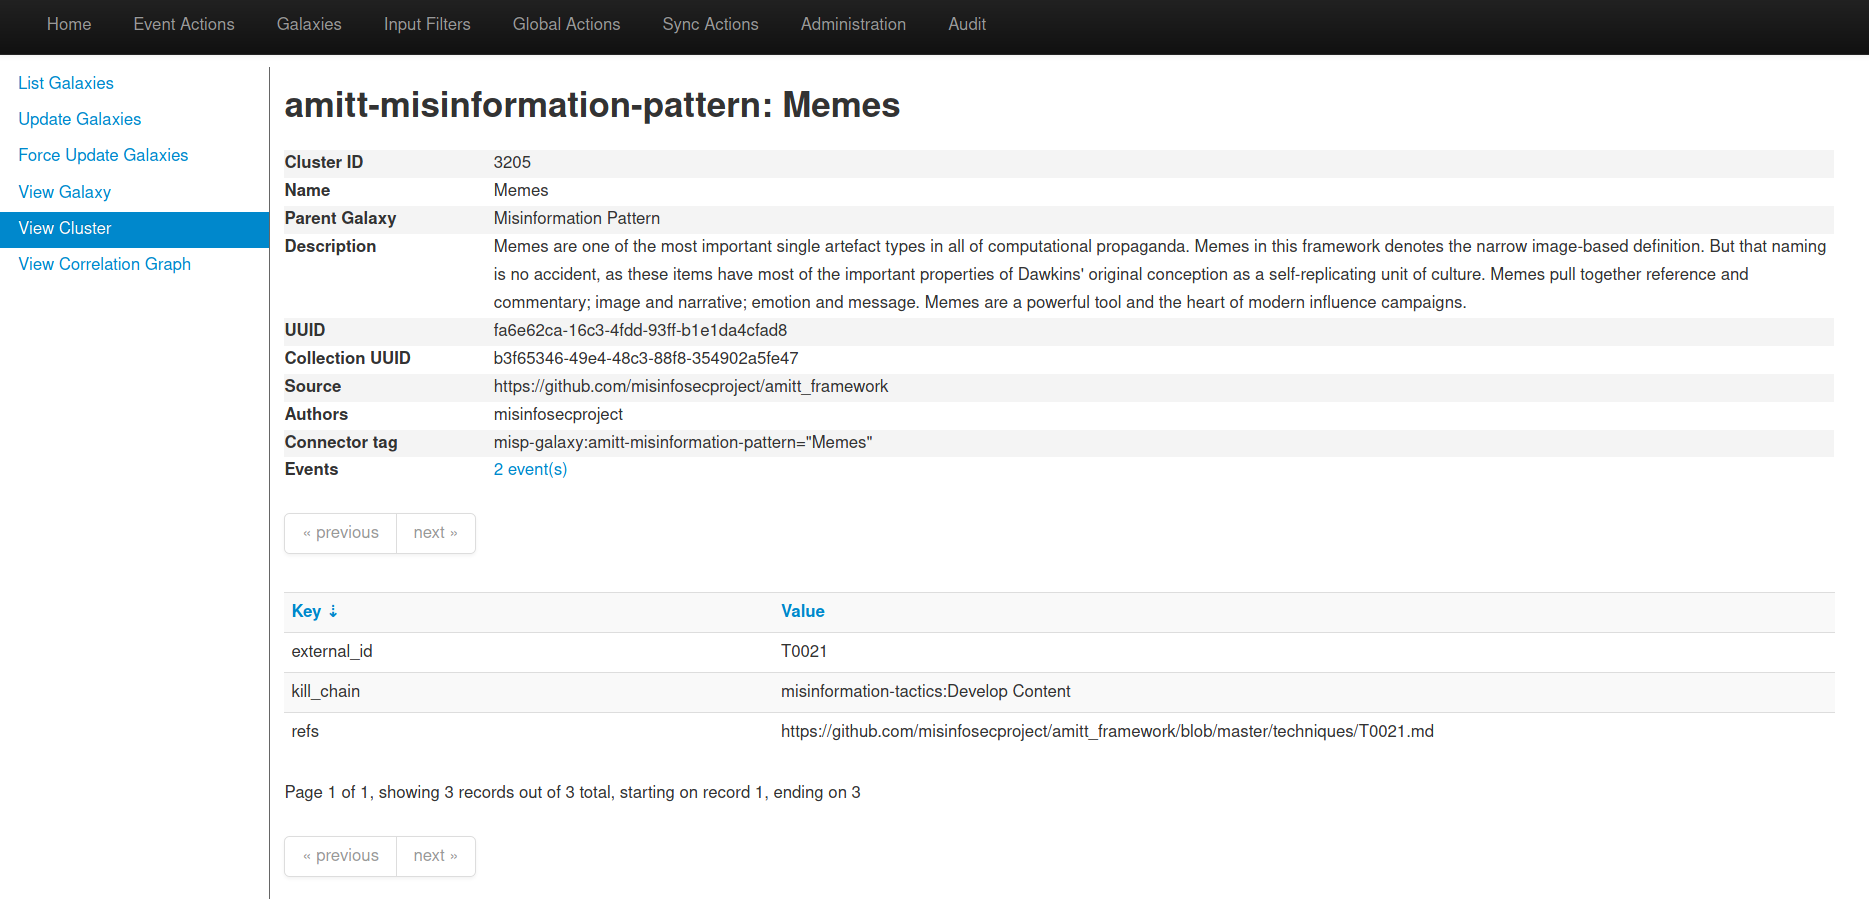 Home Event Actions Galaxies Input Filters Global Actions Sync Actions Administration Audit
List Galaxies
Update Galaxies
Force Update Galaxies
View Galaxy
View Cluster
View Correlation Graph
amitt-misinformation-pattern: Memes
Cluster ID 3205
Name Memes
Parent Galaxy Misinformation Pattern
Description Memes are one of the most important single artefact types in all of computational propaganda. Memes in this framework denotes the narrow image-based definition. But that naming
is no accident, as these items have most of the important properties of Dawkins' original conception as a self-replicating unit of culture. Memes pull together reference and
commentary; image and narrative; emotion and message. Memes are a powerful tool and the heart of modern influence campaigns.
UUID fa6e62ca-16c3-4fdd-93ff-b1e1da4cfad8
Collection UUID b3f65346-49e4-48c3-88f8-354902a5fe47
Source https://github.com/misinfosecproject/amitt_framework
Authors misinfosecproject
Connector tag misp-galaxy:amitt-misinformation-pattern="Memes"
Events 2 event(s)
« previous next »
Key ⇣ Value
external_id T0021
kill_chain misinformation-tactics:Develop Content
refs https://github.com/misinfosecproject/amitt_framework/blob/master/techniques/T0021.md
Page 1 of 1, showing 3 records out of 3 total, starting on record 1, ending on 3
« previous next »